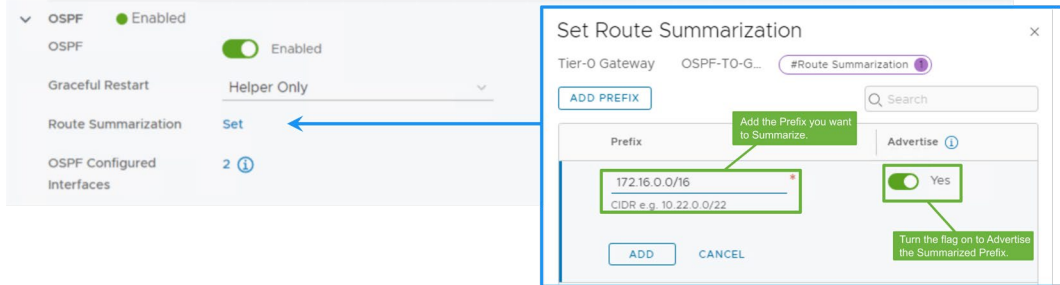 OSPF Enabled
OSPF Enabled
Graceful Restart Helper Only
Route Summarization Set
OSPF Configured 2
Interfaces
Set Route Summarization
Tier-0 Gateway OSPF-T0-G... #Route Summarization 1
ADD PREFIX Search
Add the Prefix you want
to Summarize.
Prefix Advertise
172.16.0.0/16 * Yes
CIDR e.g. 10.22.0.0/22
Turn the flag on to Advertise
the Summarized Prefix.
ADD CANCEL